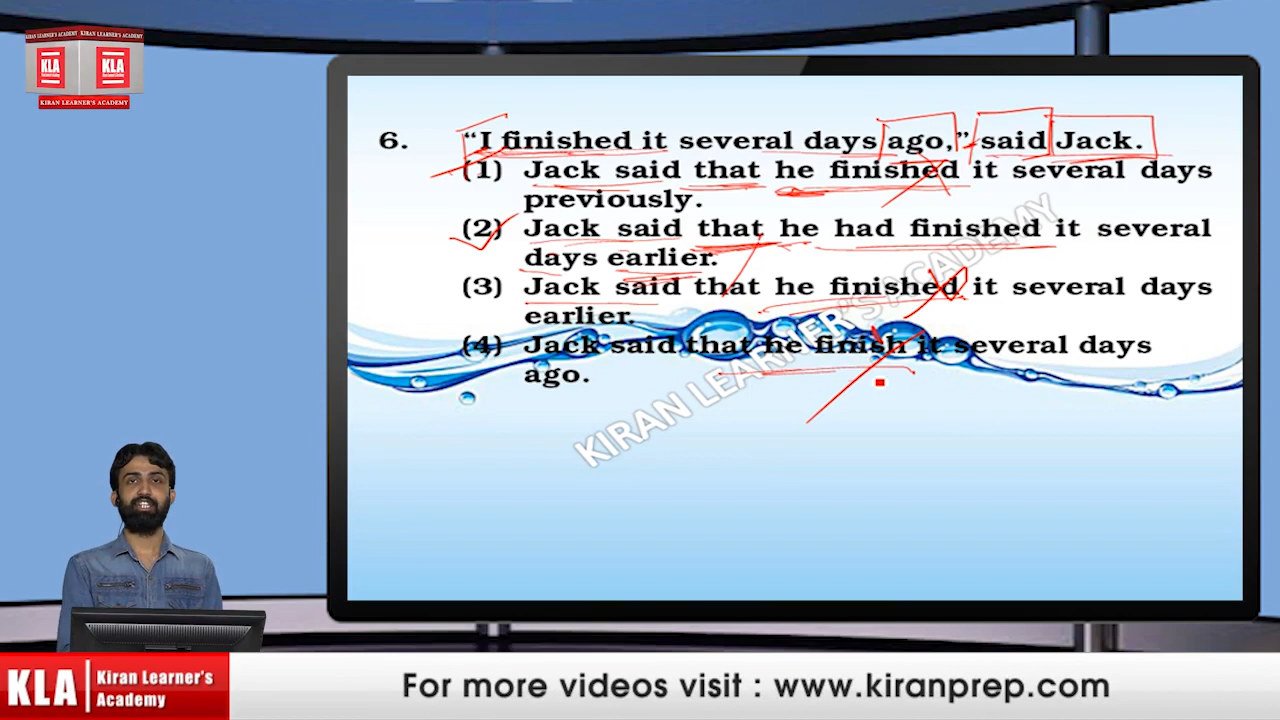 KIRAN LEARNER'S ACADEMY KIRAN LEARNER'S ACADEMY
KLA KLA
KIRAN LEARNER'S ACADEMY
6. "I finished it several days ago," said Jack.
(1) Jack said that he finished it several days
previously.
(2) Jack said that he had finished it several
days earlier.
(3) Jack said that he finished it several days
earlier.
(4) Jack said that he finish it several days
ago.
KIRAN LEARNER'S ACADEMY
KLA Kiran Learner's
Academy
For more videos visit : www.kiranprep.com